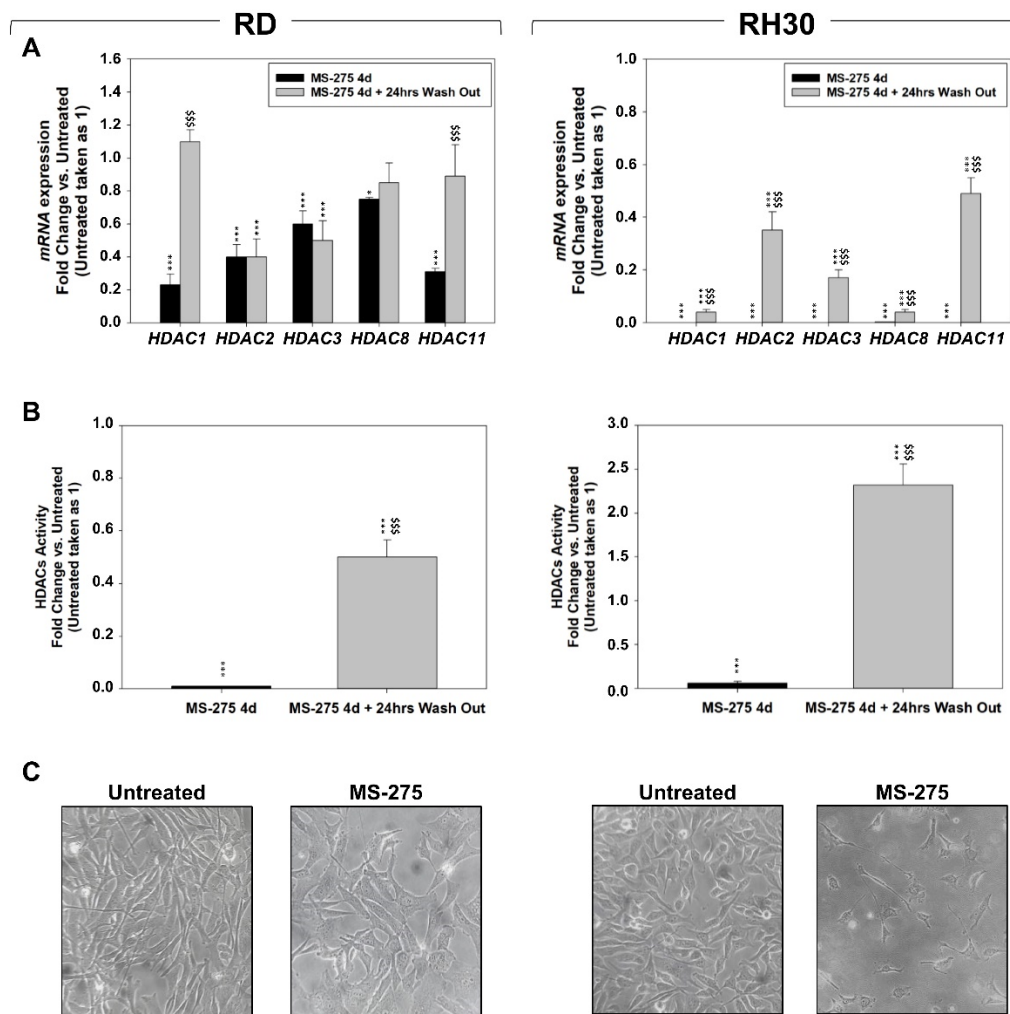 RD
RH30
A
mRNA expression
Fold Change vs. Untreated
(Untreated taken as 1)
1.6
1.4
1.2
1.0
0.8
0.6
0.4
0.2
0.0
MS-275 4d
MS-275 4d + 24hrs Wash Out
***
$$$
***
***
***
***
*
***
$$$
HDAC1 HDAC2 HDAC3 HDAC8 HDAC11
mRNA expression
Fold Change vs. Untreated
(Untreated taken as 1)
1.0
0.8
0.6
0.4
0.2
0.0
MS-275 4d
MS-275 4d + 24hrs Wash Out
***
***
$$$
***
***
$$$
***
***
$$$
***
***
$$$
***
***
$$$
HDAC1 HDAC2 HDAC3 HDAC8 HDAC11
B
HDACs Activity
Fold Change vs. Untreated
(Untreated taken as 1)
1.0
0.8
0.6
0.4
0.2
0.0
***
***
$$$
MS-275 4d MS-275 4d + 24hrs Wash Out
HDACs Activity
Fold Change vs. Untreated
(Untreated taken as 1)
3.0
2.5
2.0
1.5
1.0
0.5
0.0
***
***
$$$
MS-275 4d MS-275 4d + 24hrs Wash Out
C
Untreated MS-275
Untreated MS-275